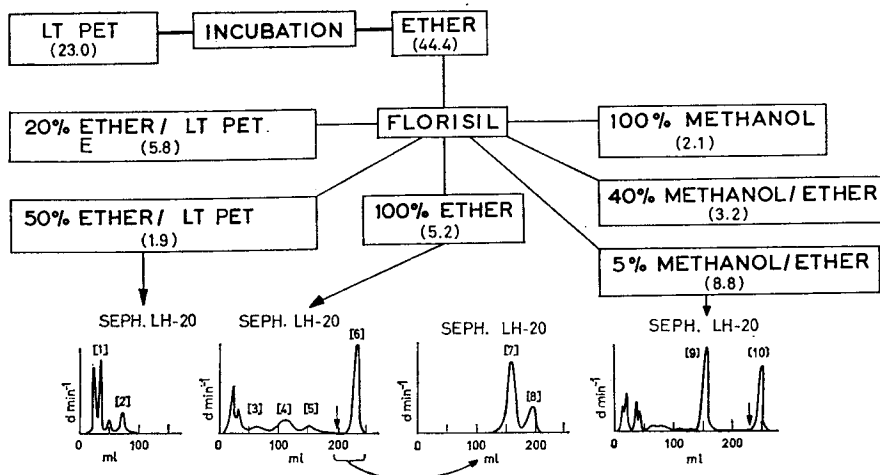 LT PET
(23.0)
INCUBATION
ETHER
(44.4)
20% ETHER/ LT PET.
E (5.8)
FLORISIL
100% METHANOL
(2.1)
50% ETHER/ LT PET
(1.9)
100% ETHER
(5.2)
40% METHANOL/ETHER
(3.2)
5% METHANOL/ETHER
(8.8)
SEPH. LH-20
[1]
[2]
d min-1
100
ml
SEPH. LH-20
[3]
[4]
[5]
[6]
d min-1
100
200
ml
SEPH. LH-20
[7]
[8]
d min-1
100
200
ml
SEPH. LH-20
[9]
[10]
d min-1
100
200
ml